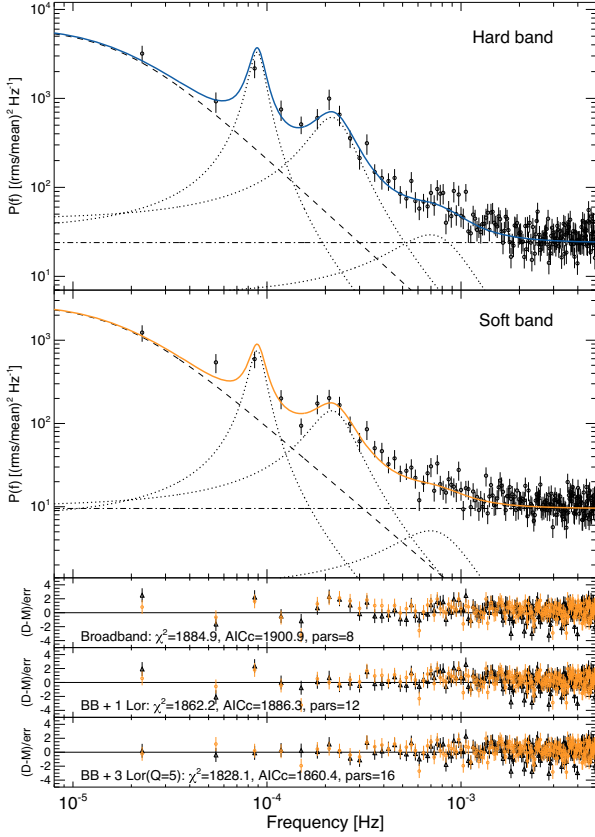 Hard band
P(f) [(rms/mean)² Hz⁻¹]
10⁴
10³
10²
10¹
Soft band
P(f) [(rms/mean)² Hz⁻¹]
10³
10²
10¹
(D-M)/err
4
2
0
-2
-4
Broadband: χ²=1884.9, AICc=1900.9, pars=8
(D-M)/err
4
2
0
-2
-4
BB + 1 Lor: χ²=1862.2, AICc=1886.3, pars=12
(D-M)/err
4
2
0
-2
-4
BB + 3 Lor(Q=5): χ²=1828.1, AICc=1860.4, pars=16
10⁻⁵ 10⁻⁴ 10⁻³
Frequency [Hz]